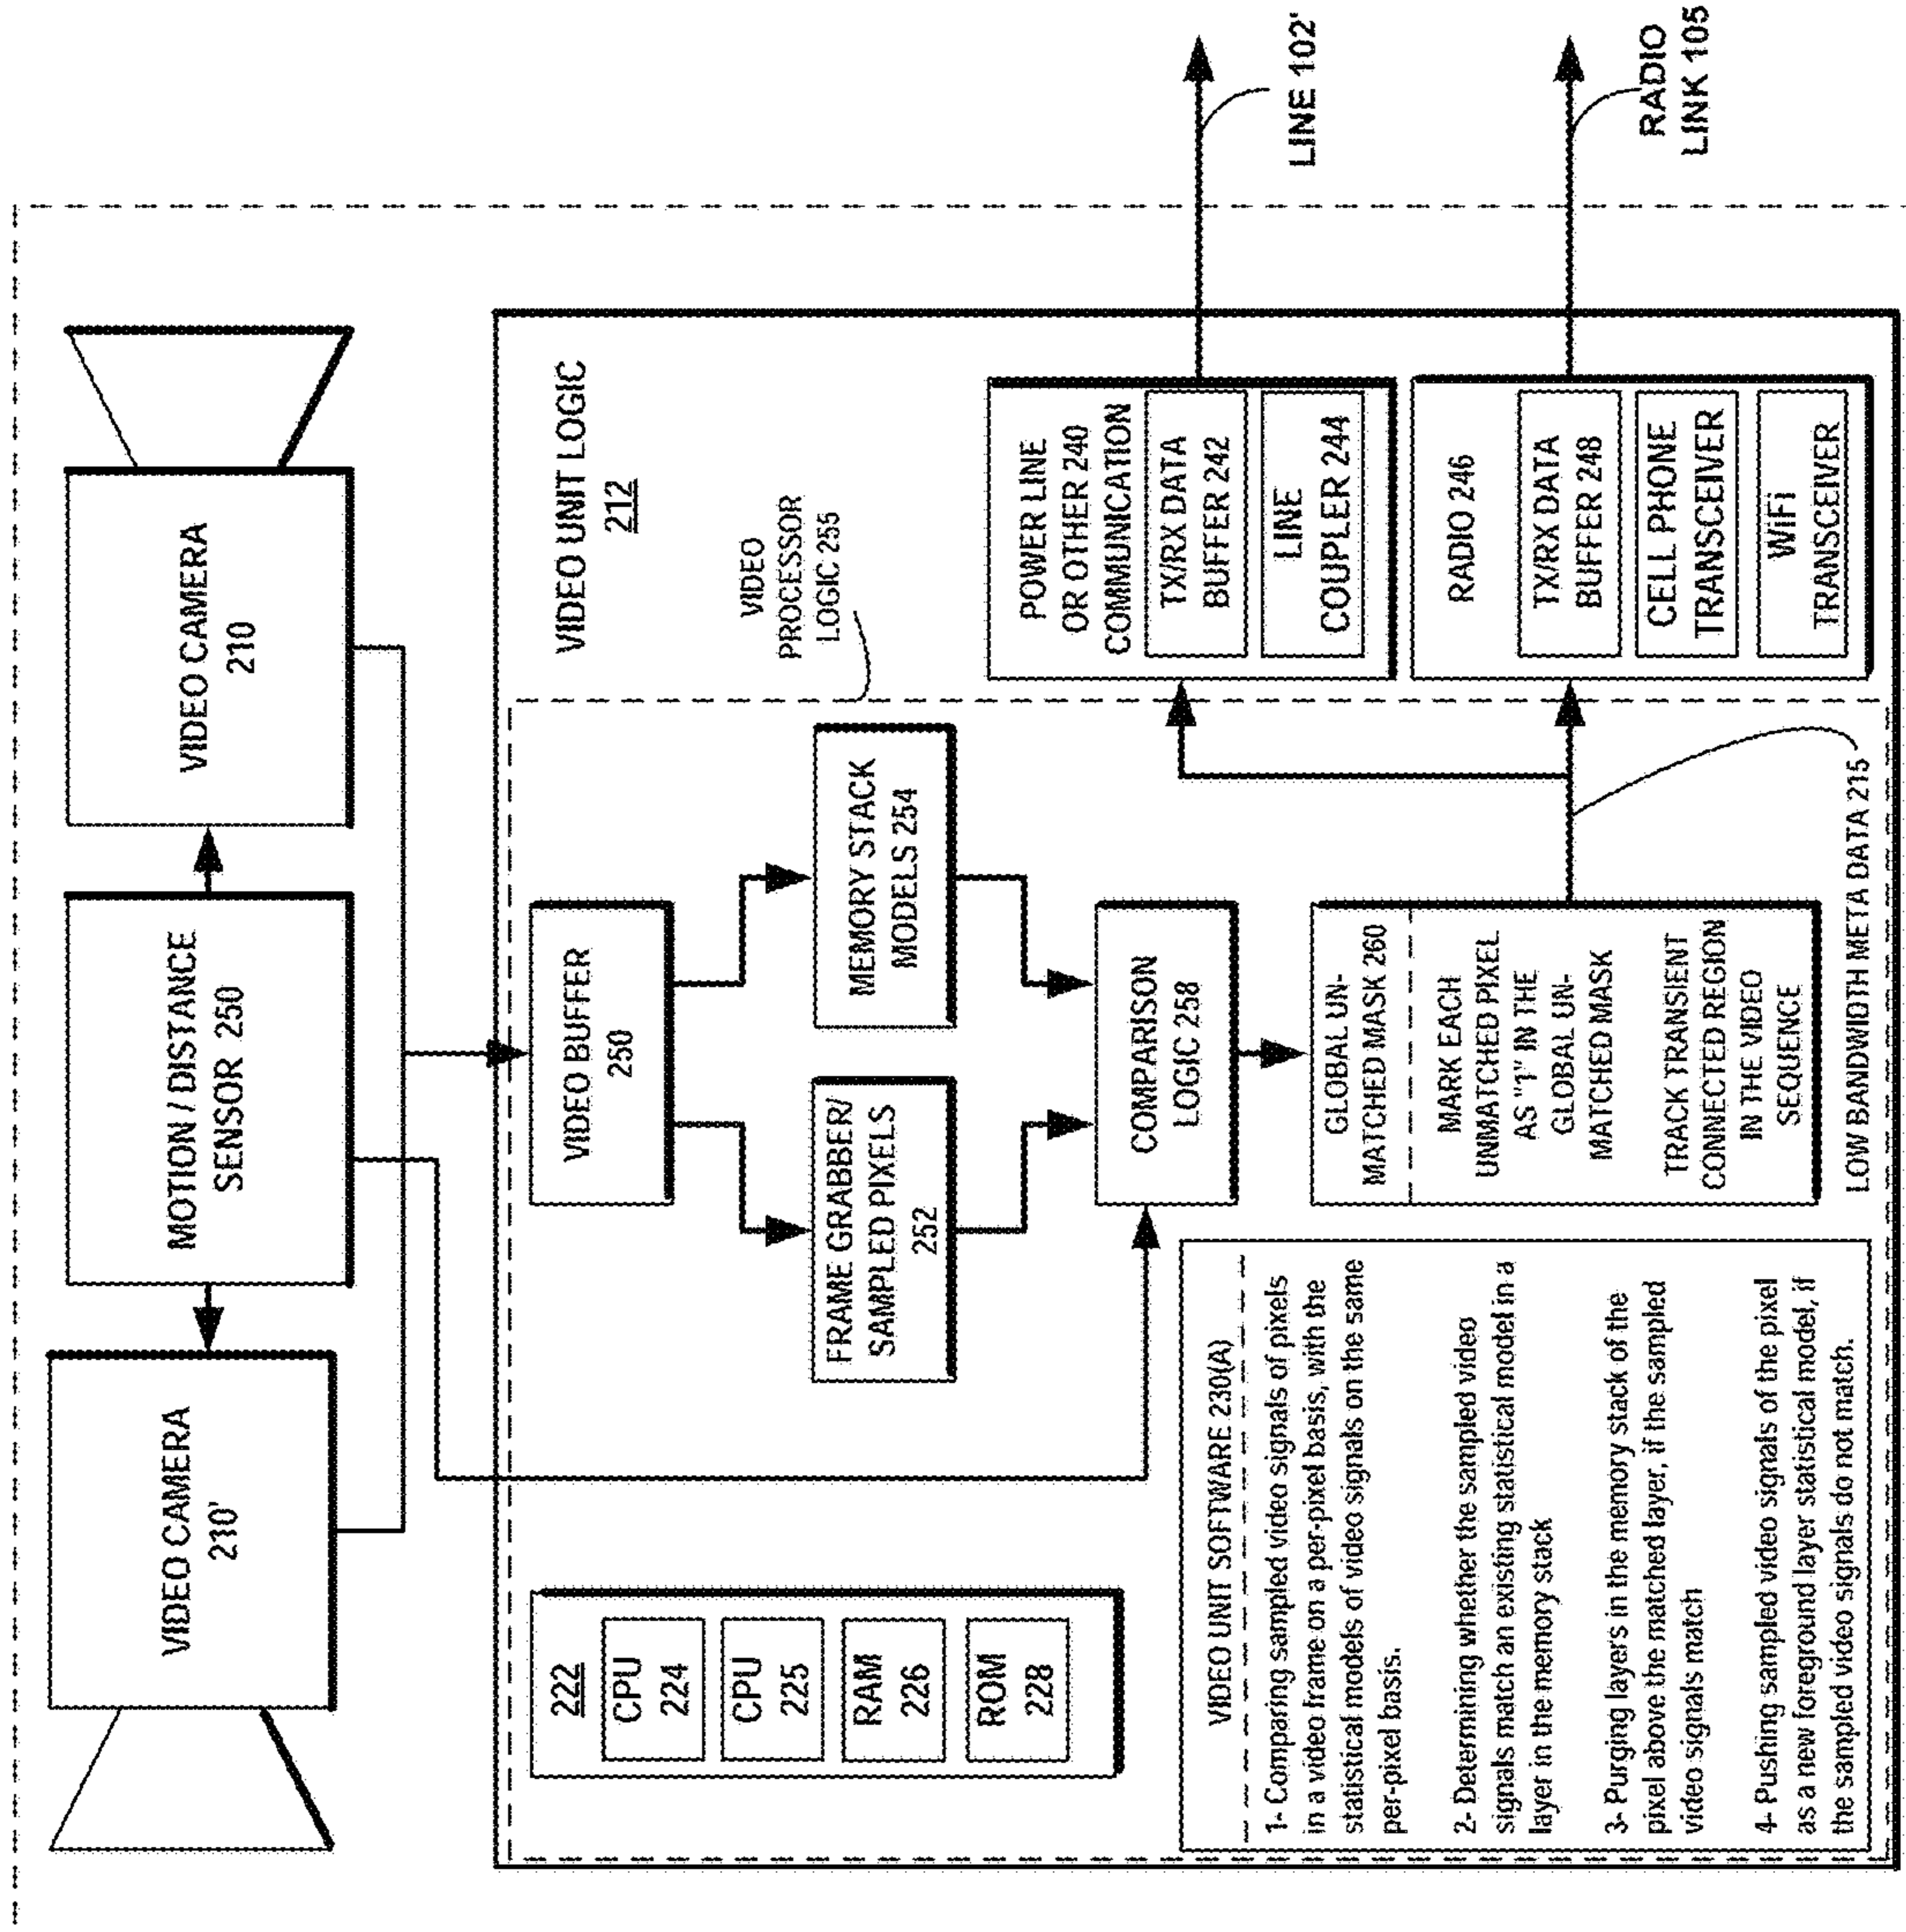 VIDEO CAMERA
210'
MOTION / DISTANCE
SENSOR 250
VIDEO CAMERA
210
VIDEO UNIT LOGIC
212
VIDEO
PROCESSOR
LOGIC 255
222
CPU
224
CPU
225
RAM
226
ROM
228
VIDEO BUFFER
250
FRAME GRABBER/
SAMPLED PIXELS
252
MEMORY STACK
MODELS 254
COMPARISON
LOGIC 258
GLOBAL UN-
MATCHED MASK 260
MARK EACH
UNMATCHED PIXEL
AS "1" IN THE
GLOBAL UN-
MATCHED MASK
TRACK TRANSIENT
CONNECTED REGION
IN THE VIDEO
SEQUENCE
LOW BANDWIDTH META DATA 215
VIDEO UNIT SOFTWARE 230(A)
1- Comparing sampled video signals of pixels
in a video frame on a per-pixel basis, with the
statistical models of video signals on the same
per-pixel basis.
2- Determining whether the sampled video
signals match an existing statistical model in a
layer in the memory stack
3- Purging layers in the memory stack of the
pixel above the matched layer, if the sampled
video signals match
4- Pushing sampled video signals of the pixel
as a new foreground layer statistical model, if
the sampled video signals do not match.
POWER LINE
OR OTHER 240
COMMUNICATION
TX/RX DATA
BUFFER 242
LINE
COUPLER 244
RADIO 246
TX/RX DATA
BUFFER 248
CELL PHONE
TRANSCEIVER
WiFi
TRANSCEIVER
LINE 102'
RADIO
LINK 105